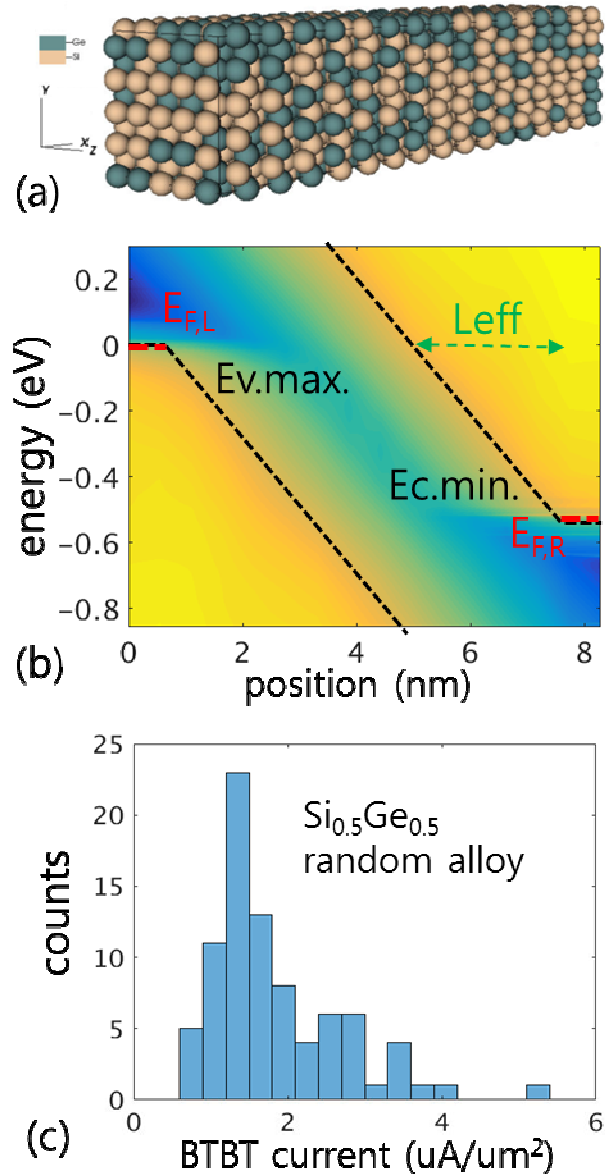 Ge
Si
Y
X
Z
(a)
0.2
0
−0.2
−0.4
−0.6
−0.8
energy (eV)
E_F,L
Leff
Ev.max.
Ec.min.
E_F,R
0
2
4
6
8
position (nm)
(b)
25
20
15
10
5
0
counts
Si0.5Ge0.5
random alloy
0
2
4
6
BTBT current (uA/um²)
(c)